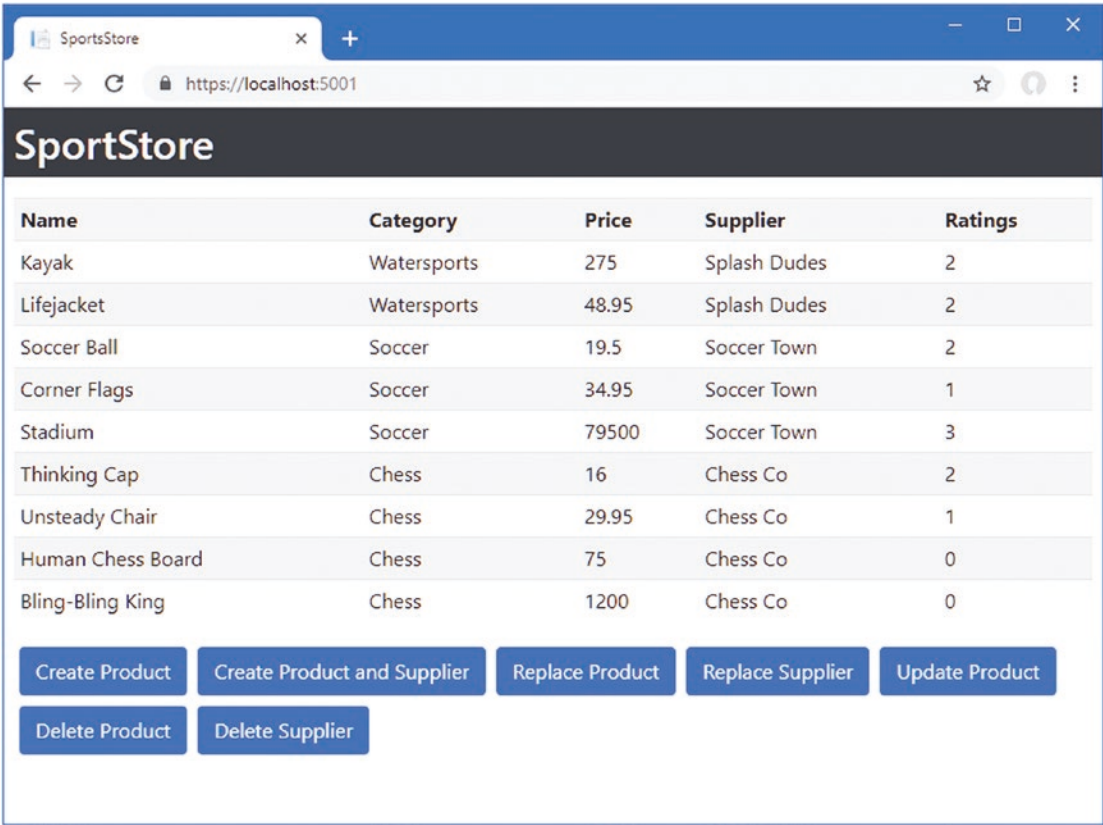 SportsStore
https://localhost:5001
SportStore
Name Category Price Supplier Ratings
Kayak Watersports 275 Splash Dudes 2
Lifejacket Watersports 48.95 Splash Dudes 2
Soccer Ball Soccer 19.5 Soccer Town 2
Corner Flags Soccer 34.95 Soccer Town 1
Stadium Soccer 79500 Soccer Town 3
Thinking Cap Chess 16 Chess Co 2
Unsteady Chair Chess 29.95 Chess Co 1
Human Chess Board Chess 75 Chess Co 0
Bling-Bling King Chess 1200 Chess Co 0
Create Product Create Product and Supplier Replace Product Replace Supplier Update Product
Delete Product Delete Supplier